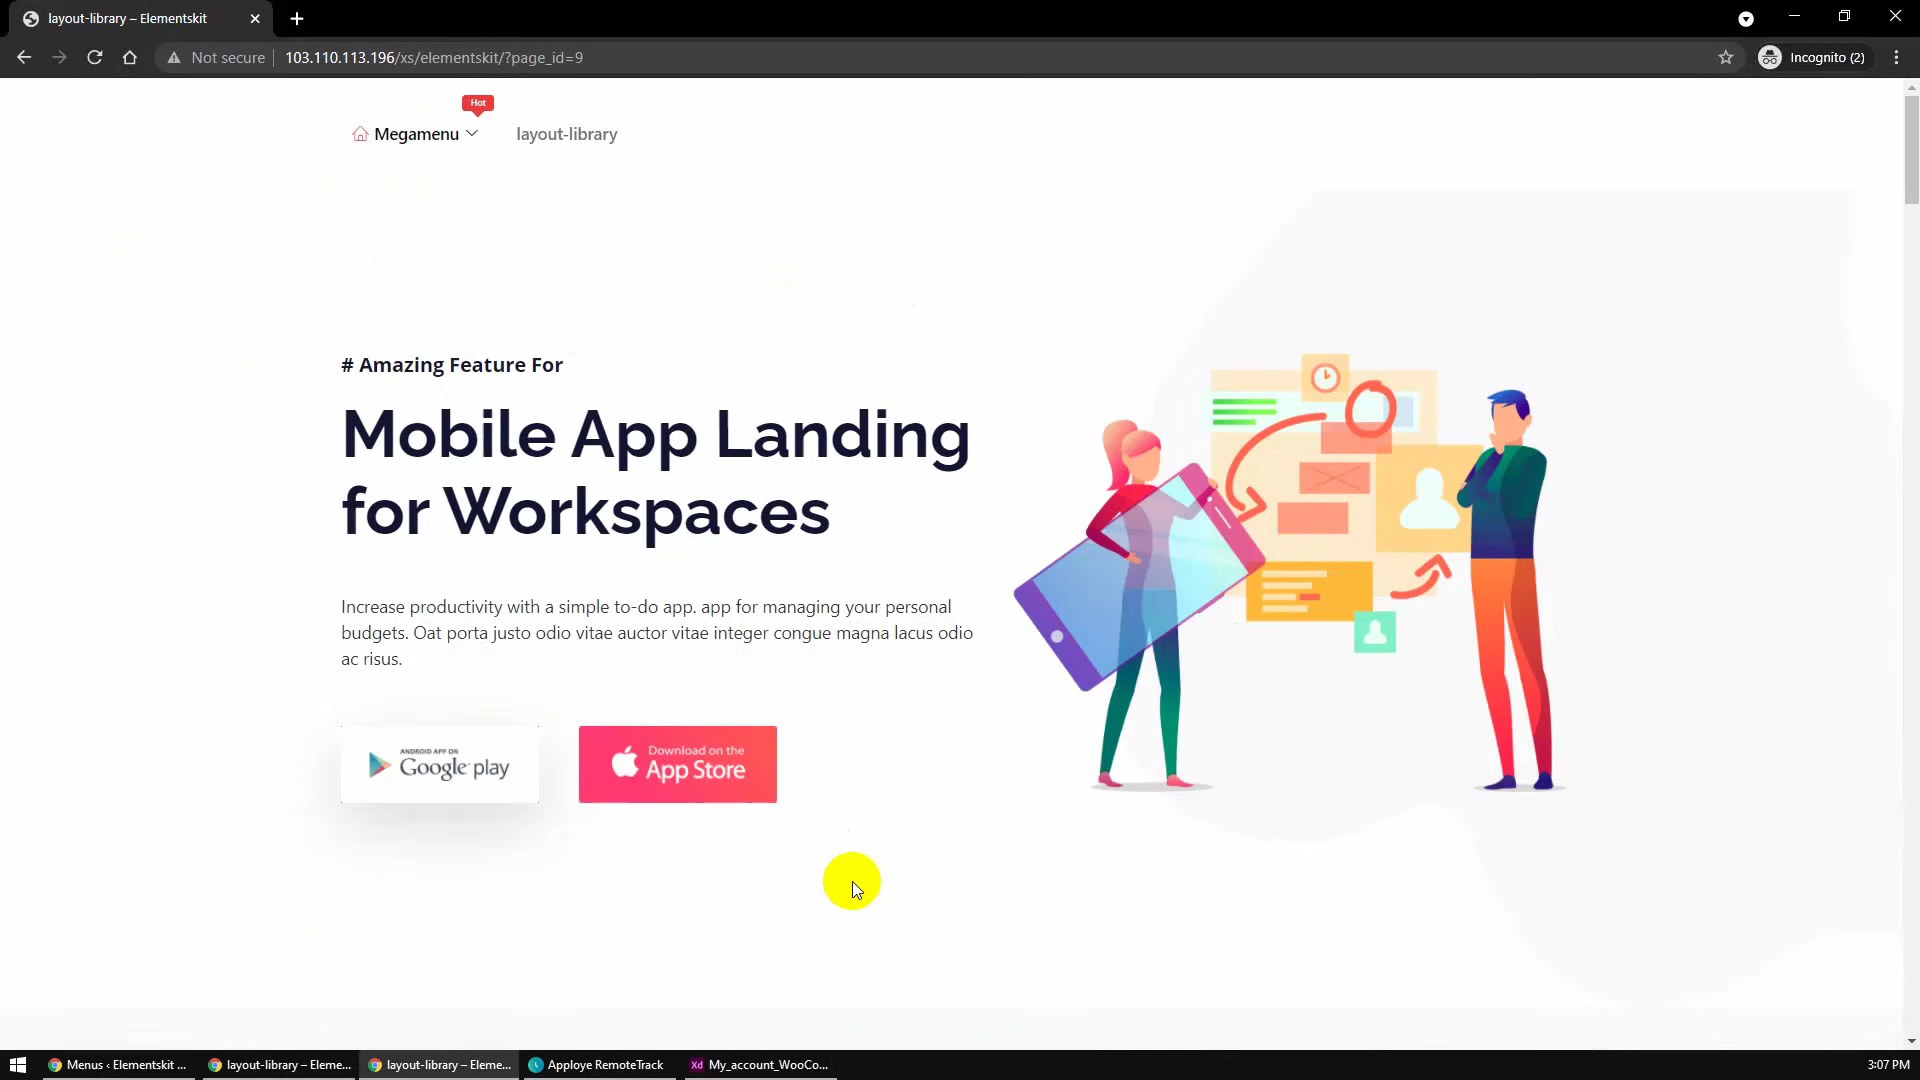 layout-library – Elementskit
Not secure
103.110.113.196/xs/elementskit/?page_id=9
Incognito (2)
Hot
Megamenu
layout-library
# Amazing Feature For
Mobile App Landing
for Workspaces
Increase productivity with a simple to-do app. app for managing your personal
budgets. Oat porta justo odio vitae auctor vitae integer congue magna lacus odio
ac risus.
ANDROID APP ON
Google play
Download on the
App Store
Menus ‹ Elementskit ...
layout-library – Eleme...
layout-library – Eleme...
Apploye RemoteTrack
Xd
My_account_WooCo...
3:07 PM